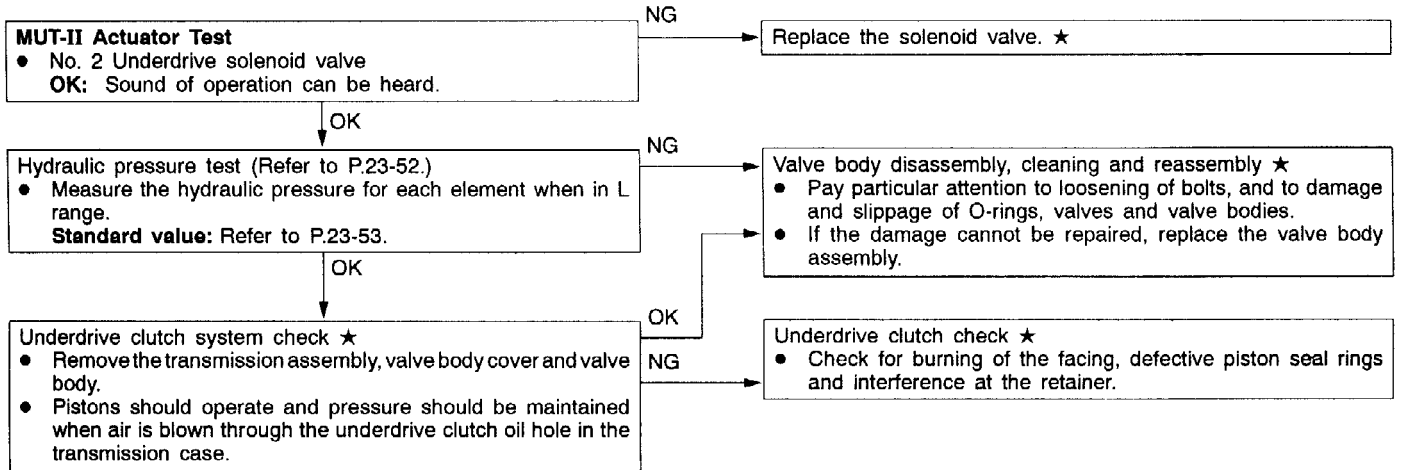 MUT-II Actuator Test
● No. 2 Underdrive solenoid valve
OK: Sound of operation can be heard.
NG
Replace the solenoid valve. ★
OK
Hydraulic pressure test (Refer to P.23-52.)
● Measure the hydraulic pressure for each element when in L
range.
Standard value: Refer to P.23-53.
NG
Valve body disassembly, cleaning and reassembly ★
● Pay particular attention to loosening of bolts, and to damage
and slippage of O-rings, valves and valve bodies.
● If the damage cannot be repaired, replace the valve body
assembly.
OK
Underdrive clutch system check ★
● Remove the transmission assembly, valve body cover and valve
body.
● Pistons should operate and pressure should be maintained
when air is blown through the underdrive clutch oil hole in the
transmission case.
OK
NG
Underdrive clutch check ★
● Check for burning of the facing, defective piston seal rings
and interference at the retainer.